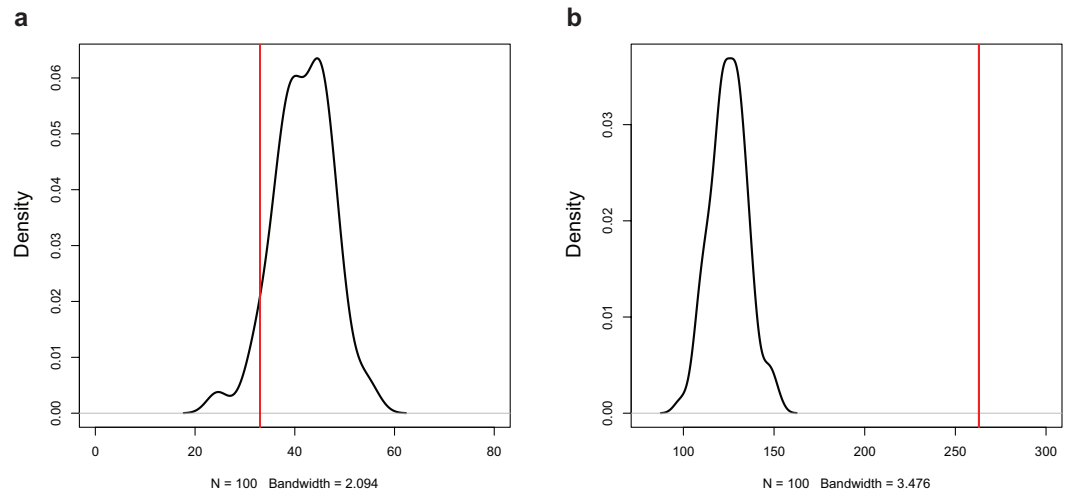 a
Density
0.00 0.01 0.02 0.03 0.04 0.05 0.06
0 20 40 60 80
N = 100 Bandwidth = 2.094
b
Density
0.00 0.01 0.02 0.03
100 150 200 250 300
N = 100 Bandwidth = 3.476